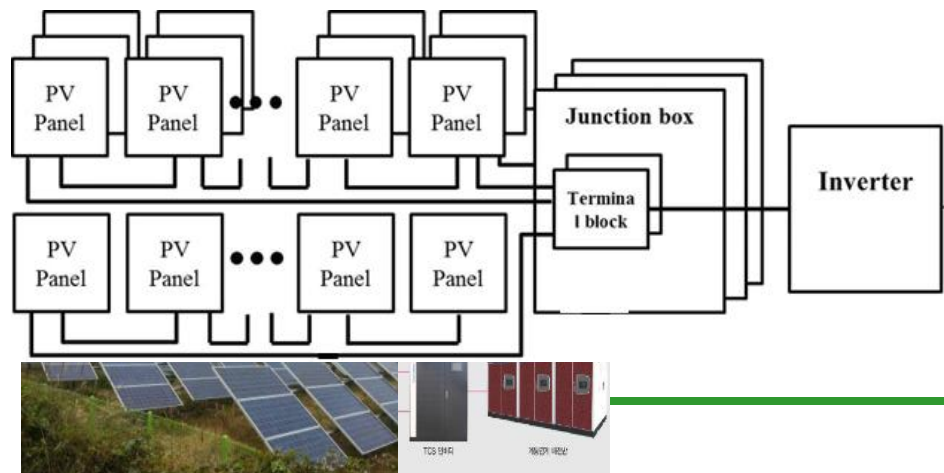 PV
Panel
PV
Panel
PV
Panel
PV
Panel
Junction box
Termina
l block
Inverter
PV
Panel
PV
Panel
PV
Panel
PV
Panel
TCS